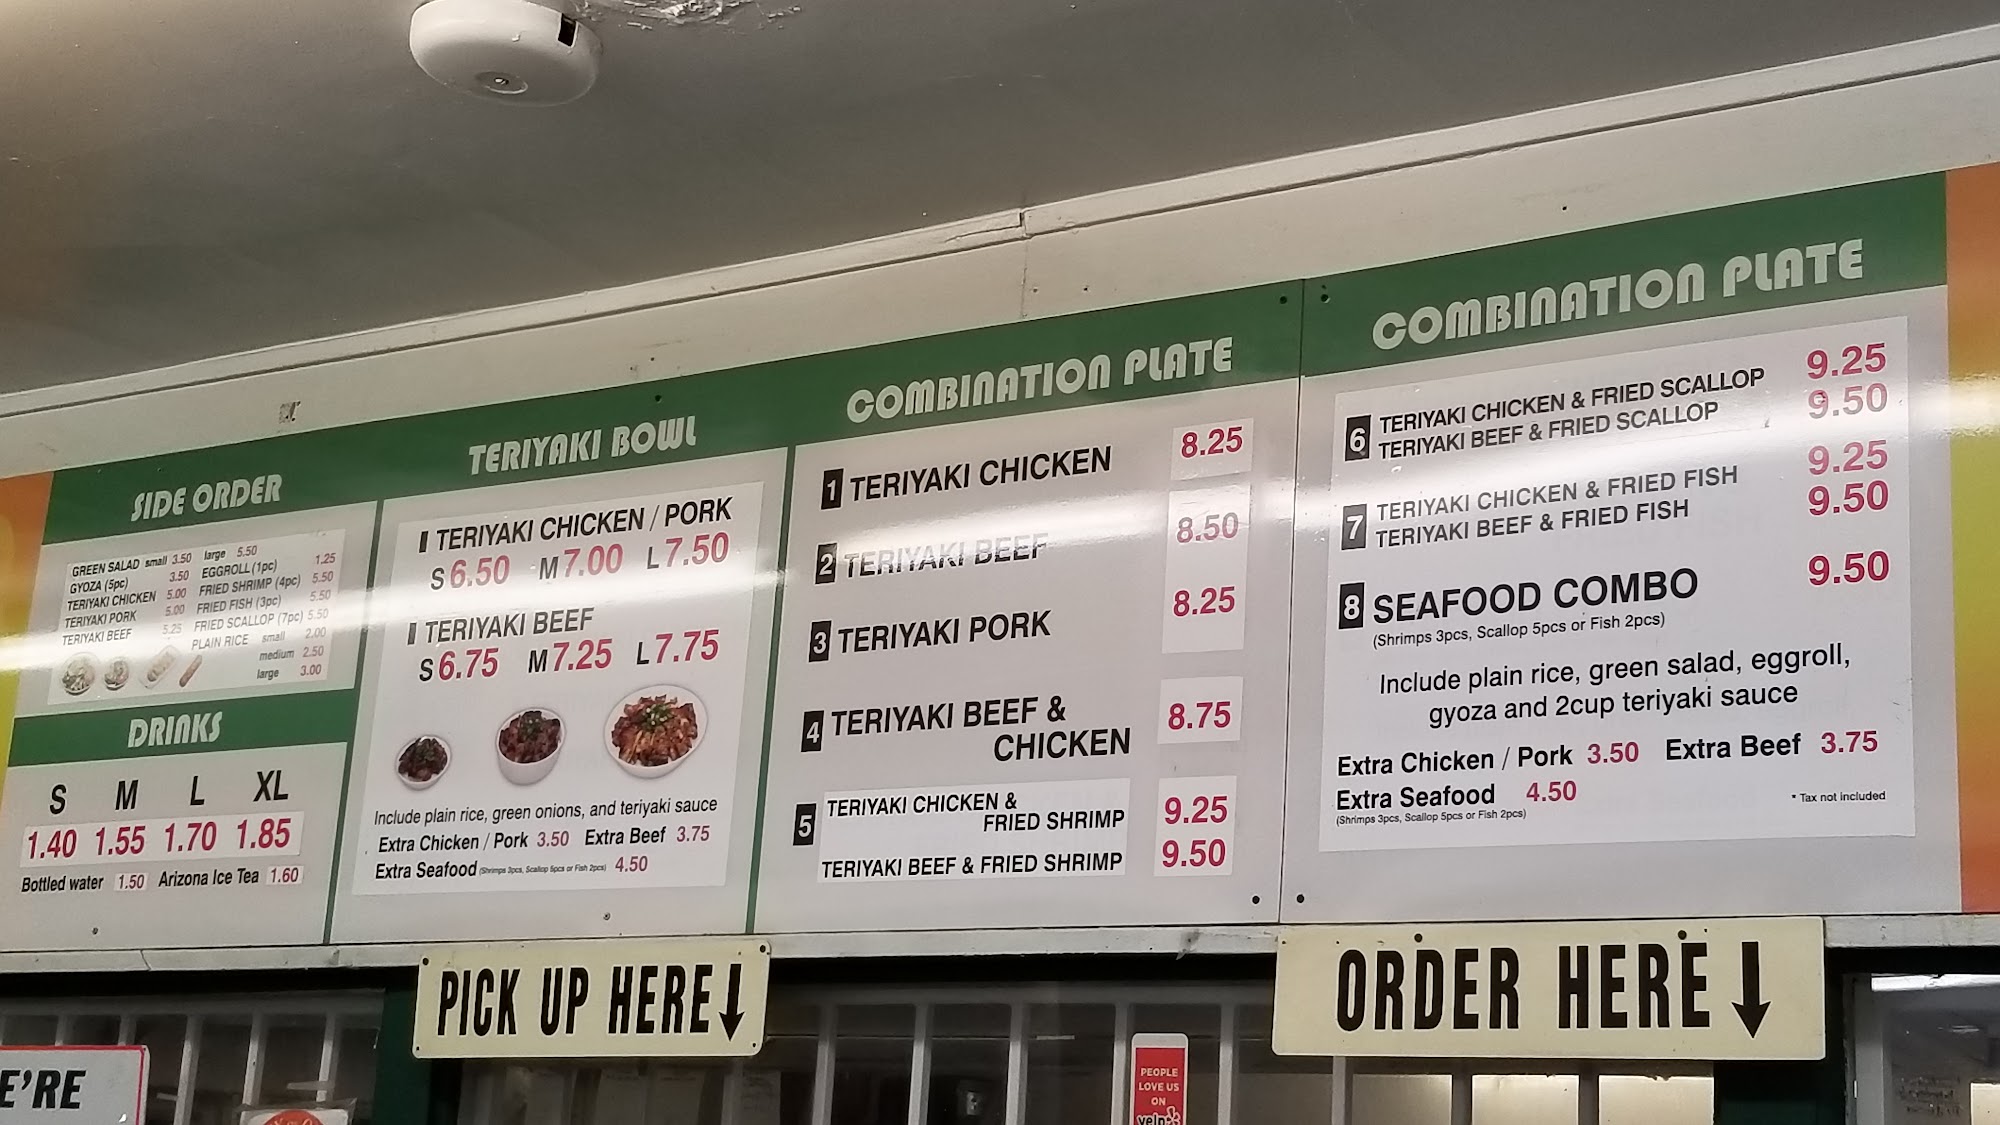 SIDE ORDER
GREEN SALAD small 3.50 large 5.50
GYOZA (5pc) 3.50
TERIYAKI CHICKEN 5.00
TERIYAKI PORK 5.00
TERIYAKI BEEF 5.25
EGGROLL (1pc) 1.25
FRIED SHRIMP (4pc) 5.50
FRIED FISH (3pc) 5.50
FRIED SCALLOP (7pc) 5.50
PLAIN RICE small 2.00
medium 2.50
large 3.00
DRINKS
S M L XL
1.40 1.55 1.70 1.85
Bottled water 1.50 Arizona Ice Tea 1.60
TERIYAKI BOWL
TERIYAKI CHICKEN / PORK
S 6.50 M 7.00 L 7.50
TERIYAKI BEEF
S 6.75 M 7.25 L 7.75
Include plain rice, green onions, and teriyaki sauce
Extra Chicken / Pork 3.50 Extra Beef 3.75
Extra Seafood (Shrimps 3pcs, Scallop 5pcs or Fish 2pcs) 4.50
COMBINATION PLATE
1 TERIYAKI CHICKEN 8.25
2 TERIYAKI BEEF 8.50
3 TERIYAKI PORK 8.25
4 TERIYAKI BEEF &
CHICKEN 8.75
5 TERIYAKI CHICKEN &
FRIED SHRIMP 9.25
TERIYAKI BEEF & FRIED SHRIMP 9.50
COMBINATION PLATE
6 TERIYAKI CHICKEN & FRIED SCALLOP 9.25
TERIYAKI BEEF & FRIED SCALLOP 9.50
7 TERIYAKI CHICKEN & FRIED FISH 9.25
TERIYAKI BEEF & FRIED FISH 9.50
8 SEAFOOD COMBO 9.50
(Shrimps 3pcs, Scallop 5pcs or Fish 2pcs)
Include plain rice, green salad, eggroll,
gyoza and 2cup teriyaki sauce
Extra Chicken / Pork 3.50 Extra Beef 3.75
Extra Seafood 4.50
(Shrimps 3pcs, Scallop 5pcs or Fish 2pcs)
* Tax not included
PICK UP HERE
ORDER HERE
E'RE
PEOPLE
LOVE US
ON
yelp